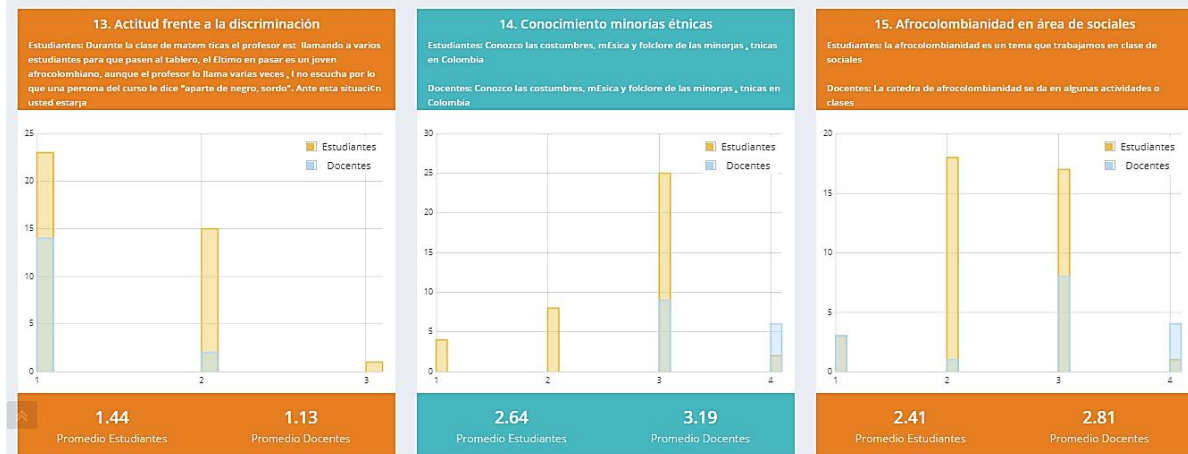 13. Actitud frente a la discriminación
Estudiantes: Durante la clase de matem ticas el profesor est llamando a varios
estudiantes para que pasen al tablero, el £ltimo en pasar es un joven
afrocolombiano, aunque el profesor lo llama varias veces ‚ l no escucha por lo
que una persona del curso le dice "aparte de negro, sordo". Ante esta situaci¢n
usted estar¡a
25
20
15
10
5
0
1
2
3
Estudiantes
Docentes
1.44
Promedio Estudiantes
1.13
Promedio Docentes
14. Conocimiento minorías étnicas
Estudiantes: Conozco las costumbres, m£sica y folclore de las minor¡as ‚ tnicas
en Colombia
Docentes: Conozco las costumbres, m£sica y folclore de las minor¡as ‚ tnicas en
Colombia
30
25
20
15
10
5
0
1
2
3
4
Estudiantes
Docentes
2.64
Promedio Estudiantes
3.19
Promedio Docentes
15. Afrocolombianidad en área de sociales
Estudiantes: la afrocolombianidad es un tema que trabajamos en clase de
sociales
Docentes: La catedra de afrocolombianidad se da en algunas actividades o
clases
20
15
10
5
0
1
2
3
4
Estudiantes
Docentes
2.41
Promedio Estudiantes
2.81
Promedio Docentes